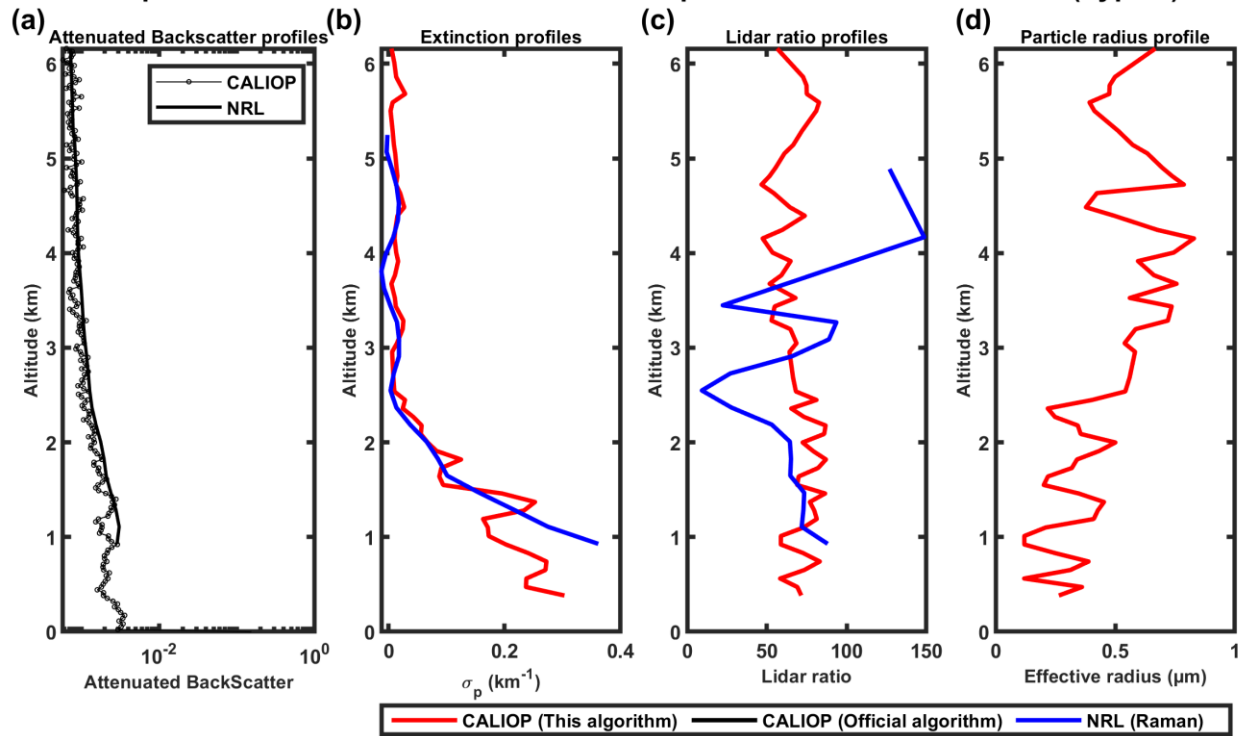 (a) (b) (c) (d)
Attenuated Backscatter profiles
Extinction profiles
Lidar ratio profiles
Particle radius profile
CALIOP
NRL
Altitude (km)
6
5
4
3
2
1
0
10^-2
10^0
Attenuated BackScatter
Altitude (km)
6
5
4
3
2
1
0
0
0.2
0.4
σ_p (km^-1)
Altitude (km)
6
5
4
3
2
1
0
0
50
100
150
Lidar ratio
Altitude (km)
6
5
4
3
2
1
0
0
0.5
1
Effective radius (μm)
CALIOP (This algorithm) CALIOP (Official algorithm) NRL (Raman)